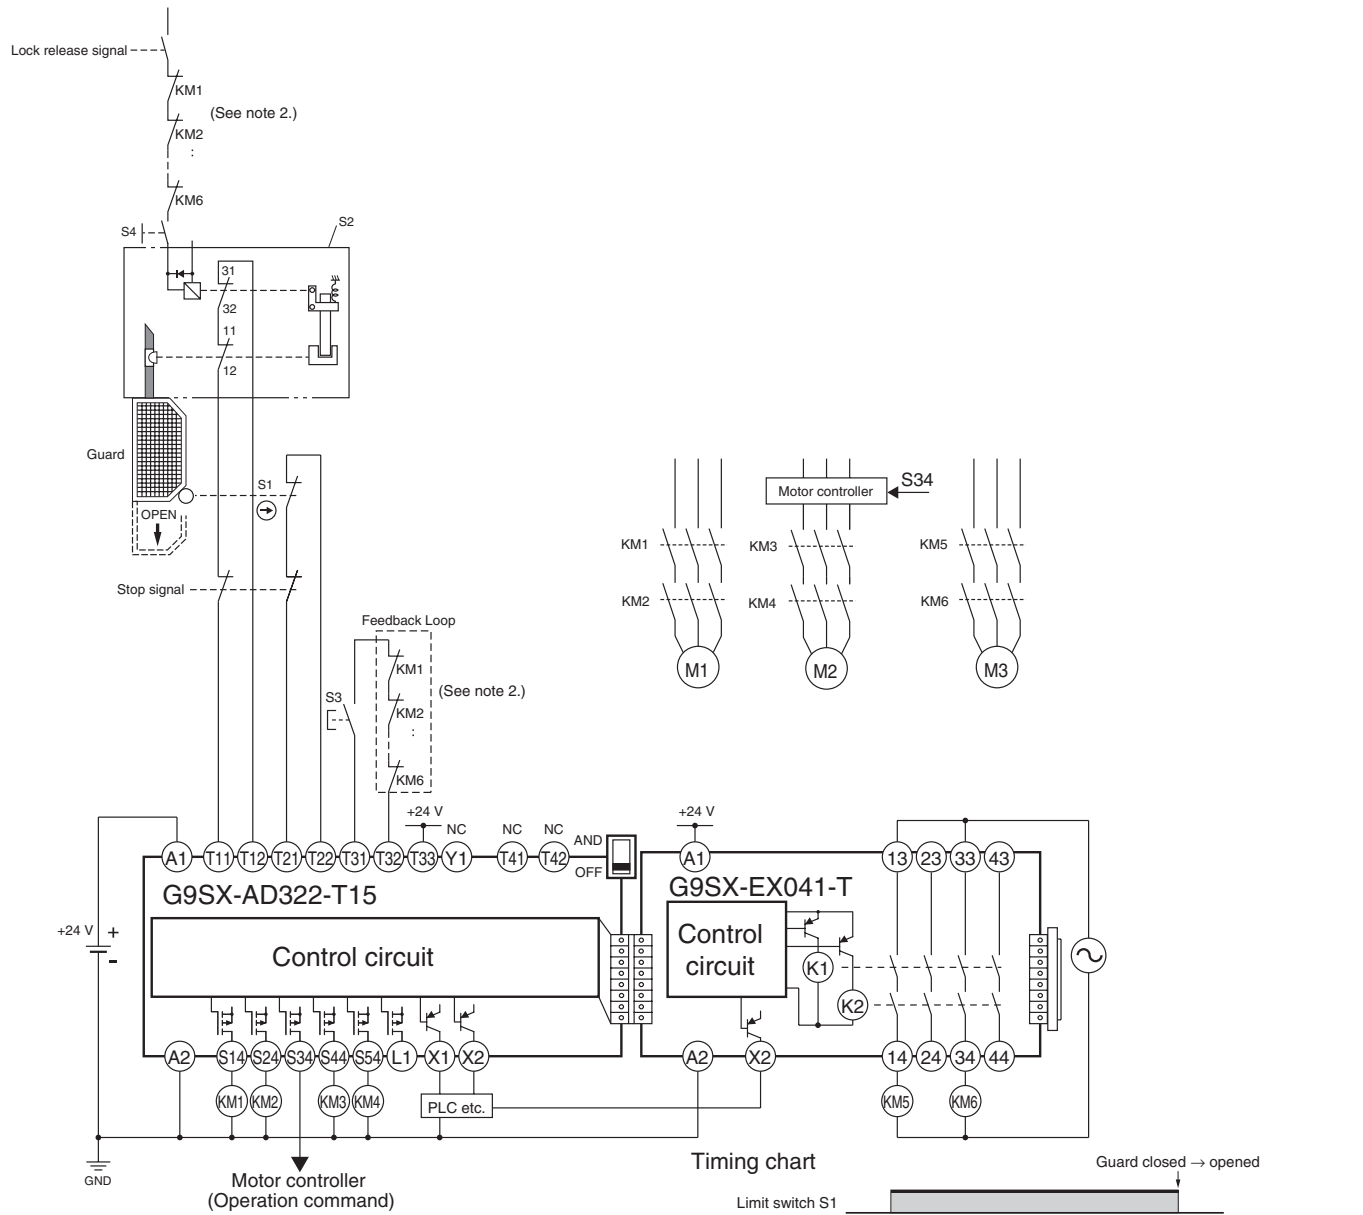 Lock release signal
KM1
(See note 2.)
KM2
:
KM6
S4
S2
31
32
11
12
Guard
S1
OPEN
Stop signal
Feedback Loop
KM1
(See note 2.)
S3
KM2
:
KM6
Motor controller
S34
KM1
KM3
KM5
KM2
KM4
KM6
M1
M2
M3
+24 V
NC
NC
NC
AND
OFF
A1
T11
T12
T21
T22
T31
T32
T33
Y1
T41
T42
+24 V
A1
13
23
33
43
G9SX-AD322-T15
G9SX-EX041-T
+24 V
+
-
Control circuit
Control
circuit
K1
K2
A2
S14
S24
S34
S44
S54
L1
X1
X2
A2
X2
14
24
34
44
KM1
KM2
KM3
KM4
PLC etc.
KM5
KM6
GND
Motor controller
(Operation command)
Timing chart
Guard closed → opened
Limit switch S1